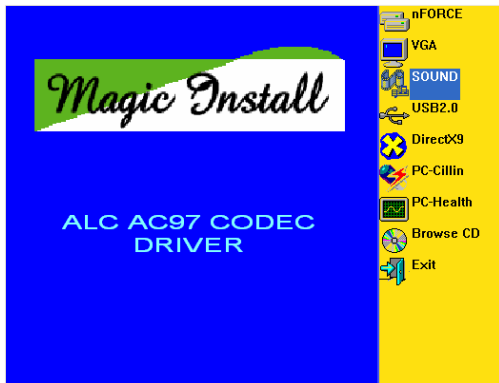 Magic Install
ALC AC97 CODEC
DRIVER
nFORCE
VGA
SOUND
USB2.0
DirectX9
PC-Cillin
PC-Health
Browse CD
Exit